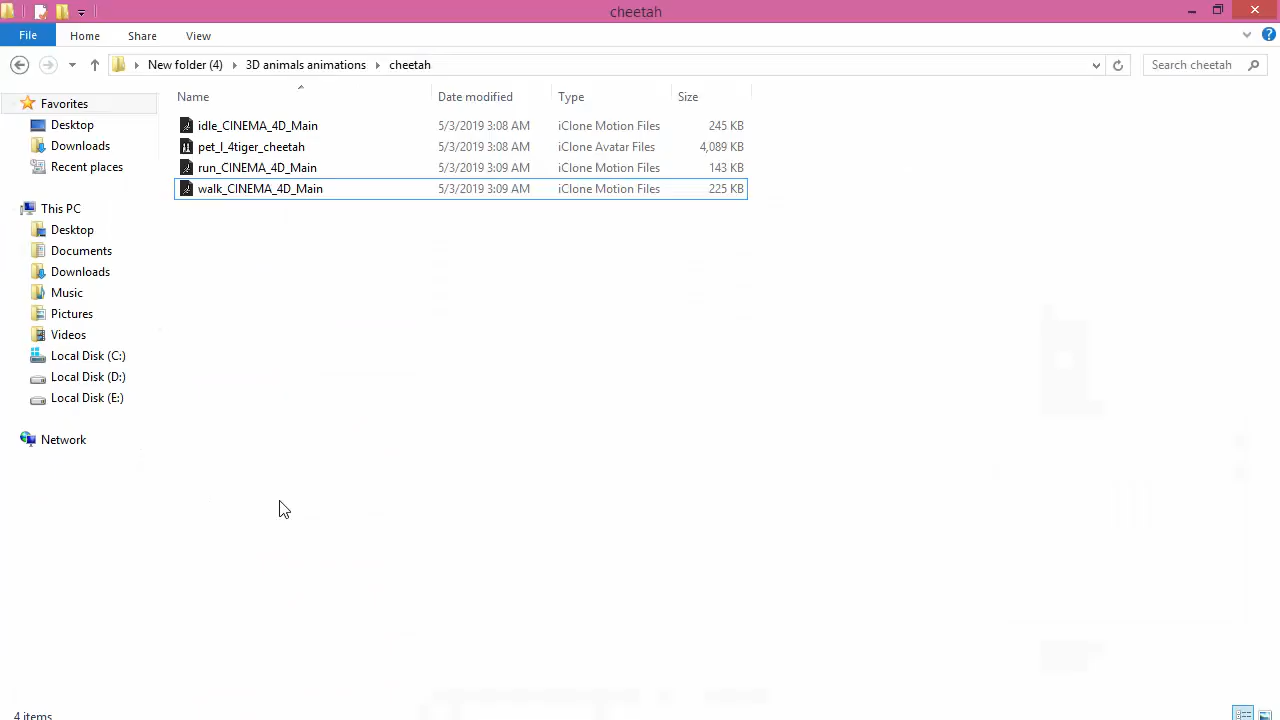 cheetah
File Home Share View
New folder (4) 3D animals animations cheetah Search cheetah
Name Date modified Type Size
Favorites
Desktop
Downloads
Recent places
This PC
Desktop
Documents
Downloads
Music
Pictures
Videos
Local Disk (C:)
Local Disk (D:)
Local Disk (E:)
Network
idle_CINEMA_4D_Main 5/3/2019 3:08 AM iClone Motion Files 245 KB
pet_l_4tiger_cheetah 5/3/2019 3:08 AM iClone Avatar Files 4,089 KB
run_CINEMA_4D_Main 5/3/2019 3:09 AM iClone Motion Files 143 KB
walk_CINEMA_4D_Main 5/3/2019 3:09 AM iClone Motion Files 225 KB
4 items